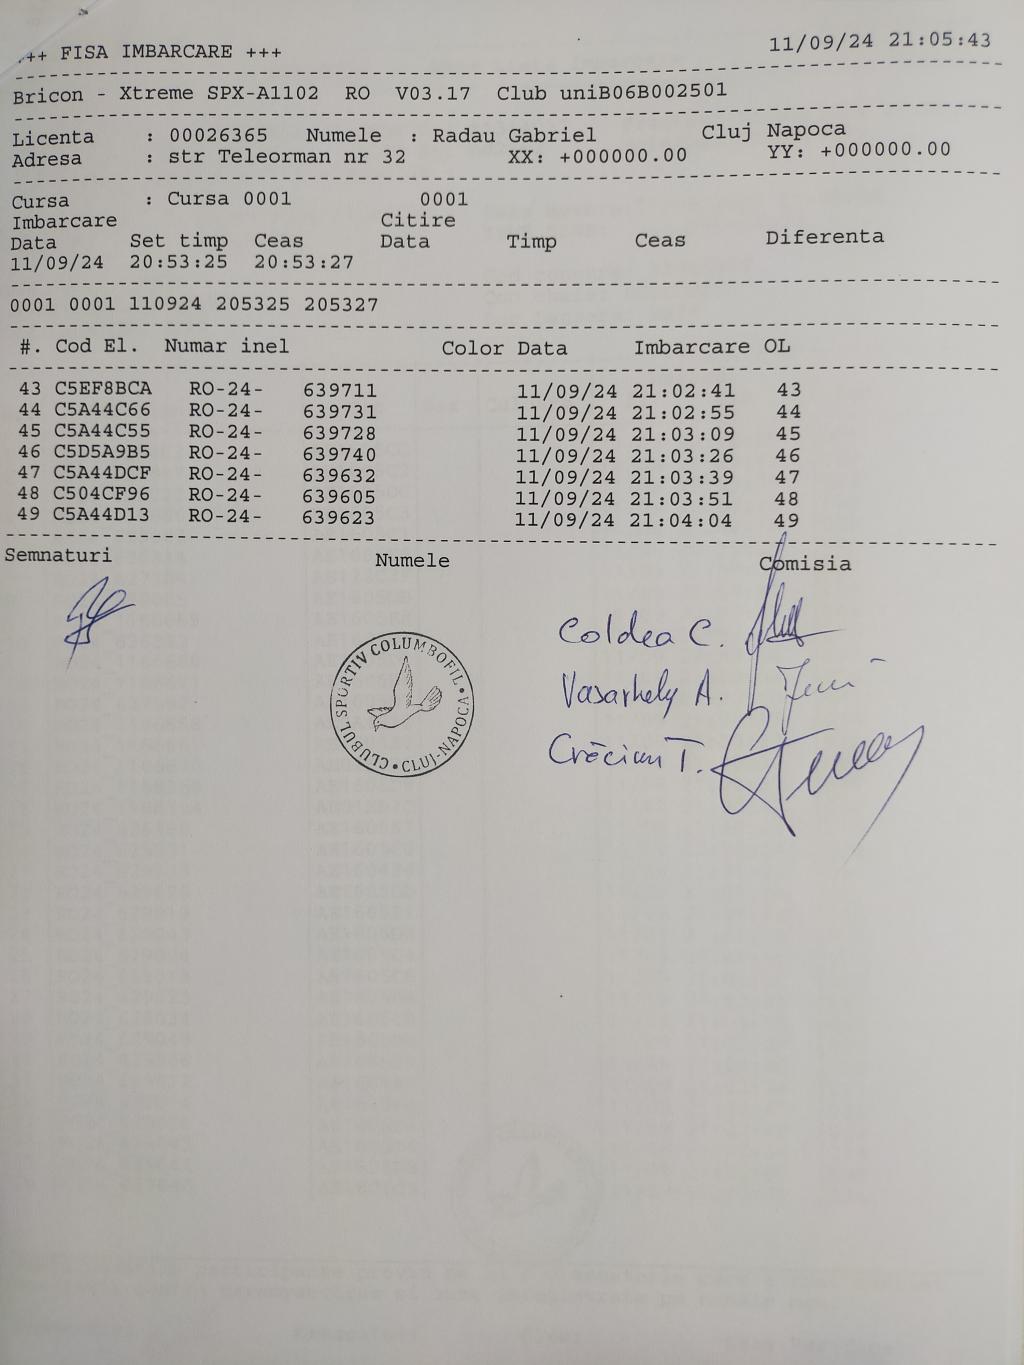 +++ FISA IMBARCARE +++ 11/09/24 21:05:43
Bricon - Xtreme SPX-A1102 RO V03.17 Club uniB06B002501
Licenta : 00026365 Numele : Radau Gabriel Cluj Napoca
Adresa : str Teleorman nr 32 XX: +000000.00 YY: +000000.00
Cursa : Cursa 0001 0001
Imbarcare Citire
Data Set timp Ceas Data Timp Ceas Diferenta
11/09/24 20:53:25 20:53:27
0001 0001 110924 205325 205327
#. Cod El. Numar inel Color Data Imbarcare OL
43 C5EF8BCA RO-24- 639711 11/09/24 21:02:41 43
44 C5A44C66 RO-24- 639731 11/09/24 21:02:55 44
45 C5A44C55 RO-24- 639728 11/09/24 21:03:09 45
46 C5D5A9B5 RO-24- 639740 11/09/24 21:03:26 46
47 C5A44DCF RO-24- 639632 11/09/24 21:03:39 47
48 C504CF96 RO-24- 639605 11/09/24 21:03:51 48
49 C5A44D13 RO-24- 639623 11/09/24 21:04:04 49
Semnaturi Numele Comisia
Coldea C.
Vasarhely A.
Crăciun T.
CLUBUL SPORTIV COLUMBOFIL • CLUJ-NAPOCA •